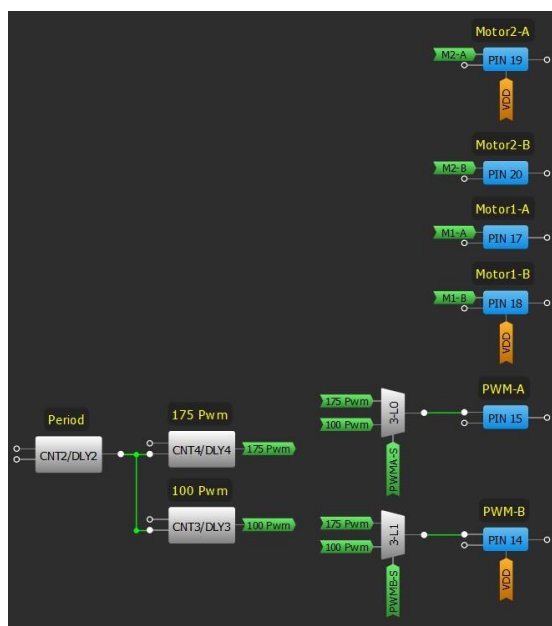 Motor2-A
M2-A
PIN 19
VDD
Motor2-B
M2-B
PIN 20
Motor1-A
M1-A
PIN 17
Motor1-B
M1-B
PIN 18
VDD
Period
CNT2/DLY2
175 Pwm
CNT4/DLY4
175 Pwm
100 Pwm
CNT3/DLY3
100 Pwm
175 Pwm
100 Pwm
3-L0
PWMA-S
PWM-A
PIN 15
175 Pwm
100 Pwm
3-L1
PWMB-S
PWM-B
PIN 14
VDD